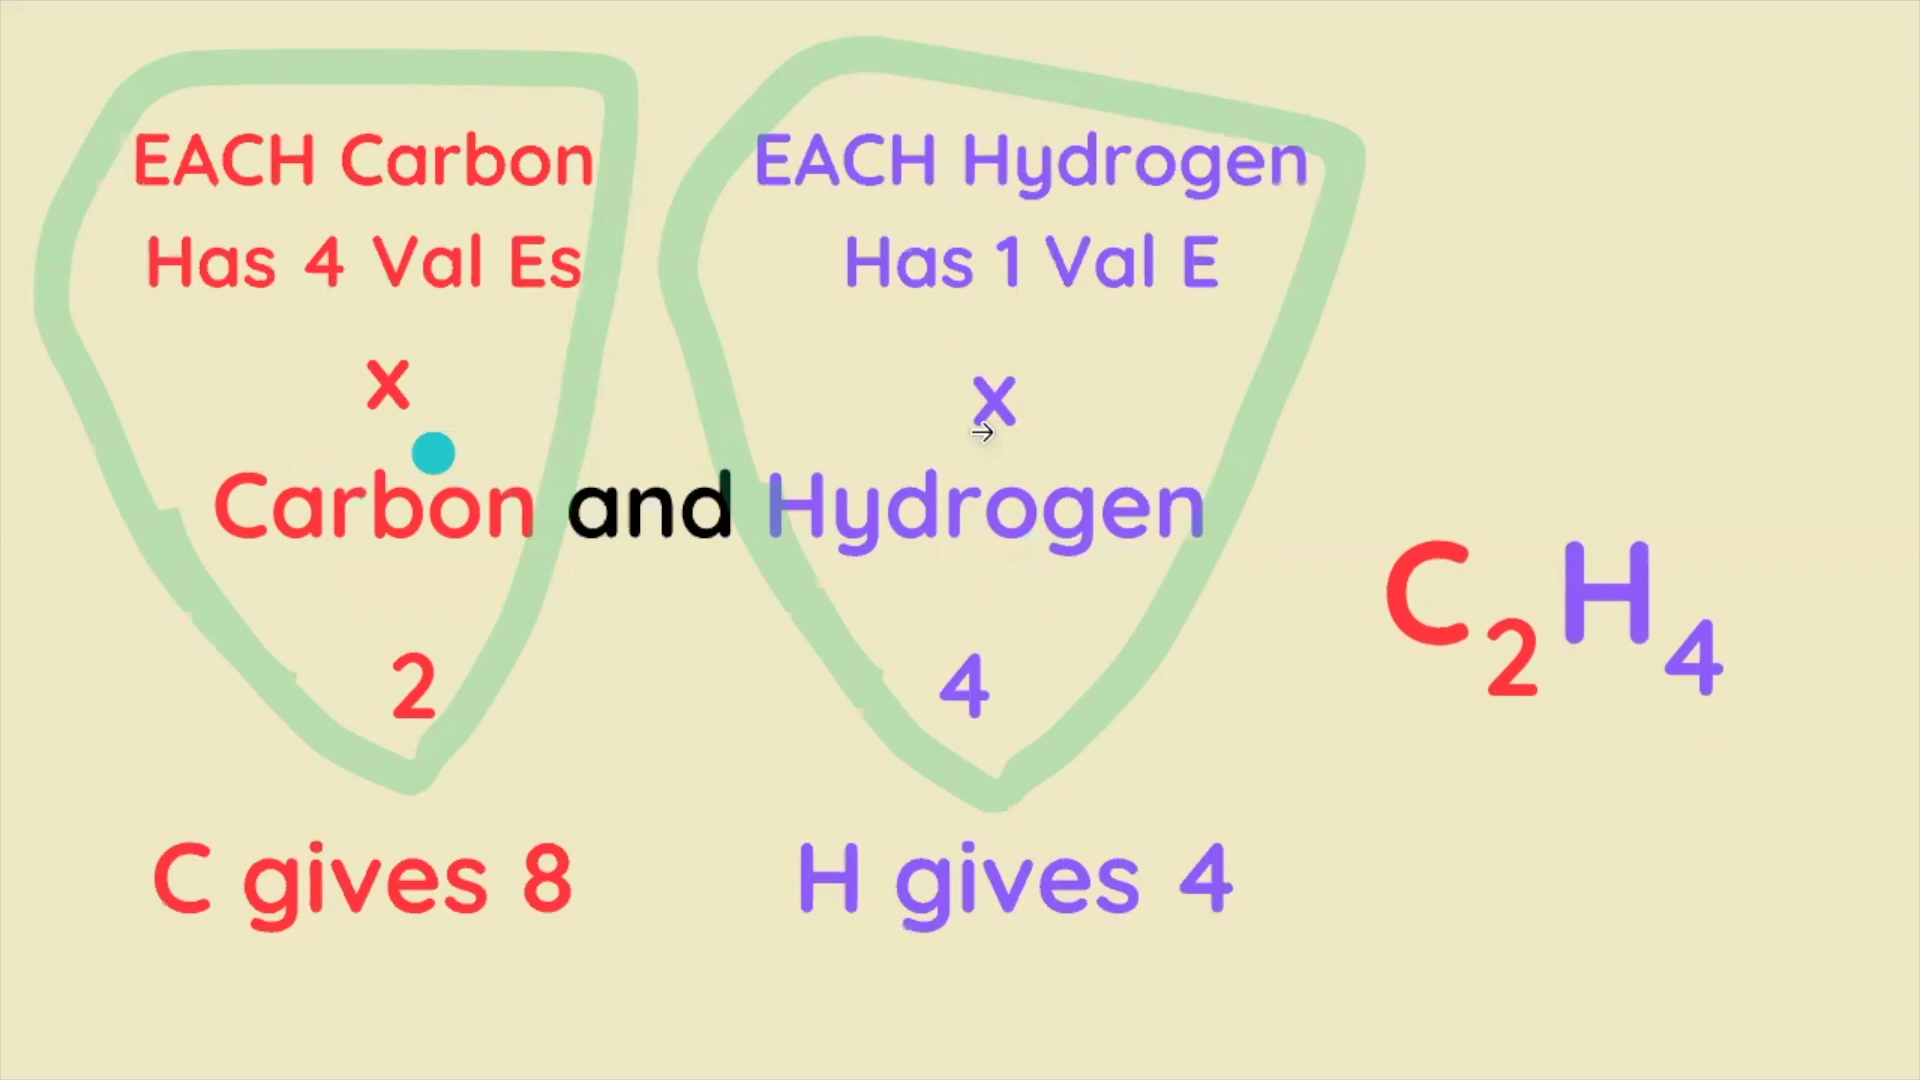 EACH Carbon
Has 4 Val Es
x
EACH Hydrogen
Has 1 Val E
x
Carbon and Hydrogen
2
4
C gives 8
H gives 4
C2H4